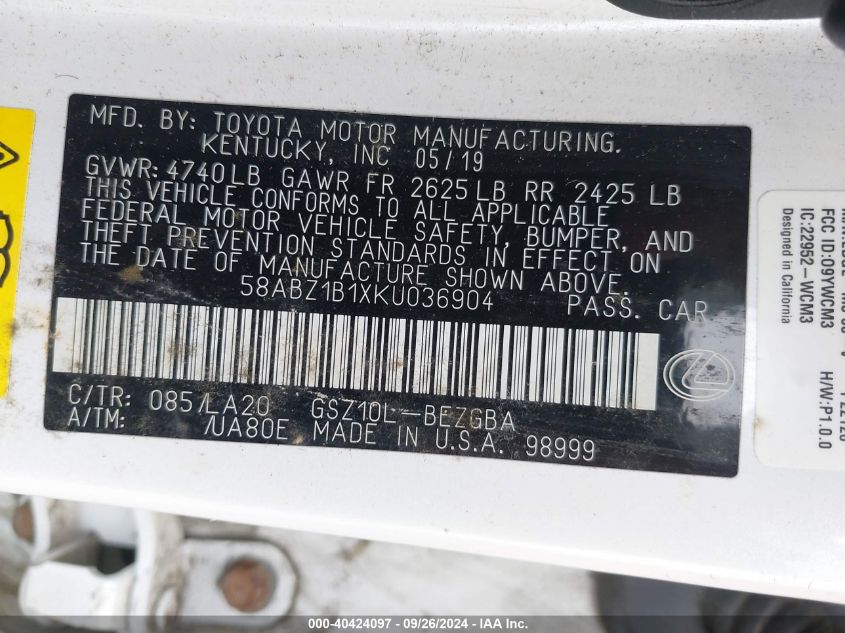 MFD. BY: TOYOTA MOTOR MANUFACTURING.
KENTUCKY, INC 05/19
GVWR: 4740LB GAWR FR 2625LB RR 2425 LB
THIS VEHICLE CONFORMS TO ALL APPLICABLE
FEDERAL MOTOR VEHICLE SAFETY, BUMPER, AND
THEFT PREVENTION STANDARDS IN EFFECT ON
THE DATE OF MANUFACTURE SHOWN ABOVE.
58ABZ1B1XKU036904 PASS. CAR
C/TR: 085/LA20 GSZ10L-BEZGBA
A/TM: /UA80E MADE IN U.S.A. 98999
FCC ID:O9YWCM3
IC:22952-WCM3
Designed in California
H/W:P1.0.0
40424097 - 09/26/2024 - IAA Inc.